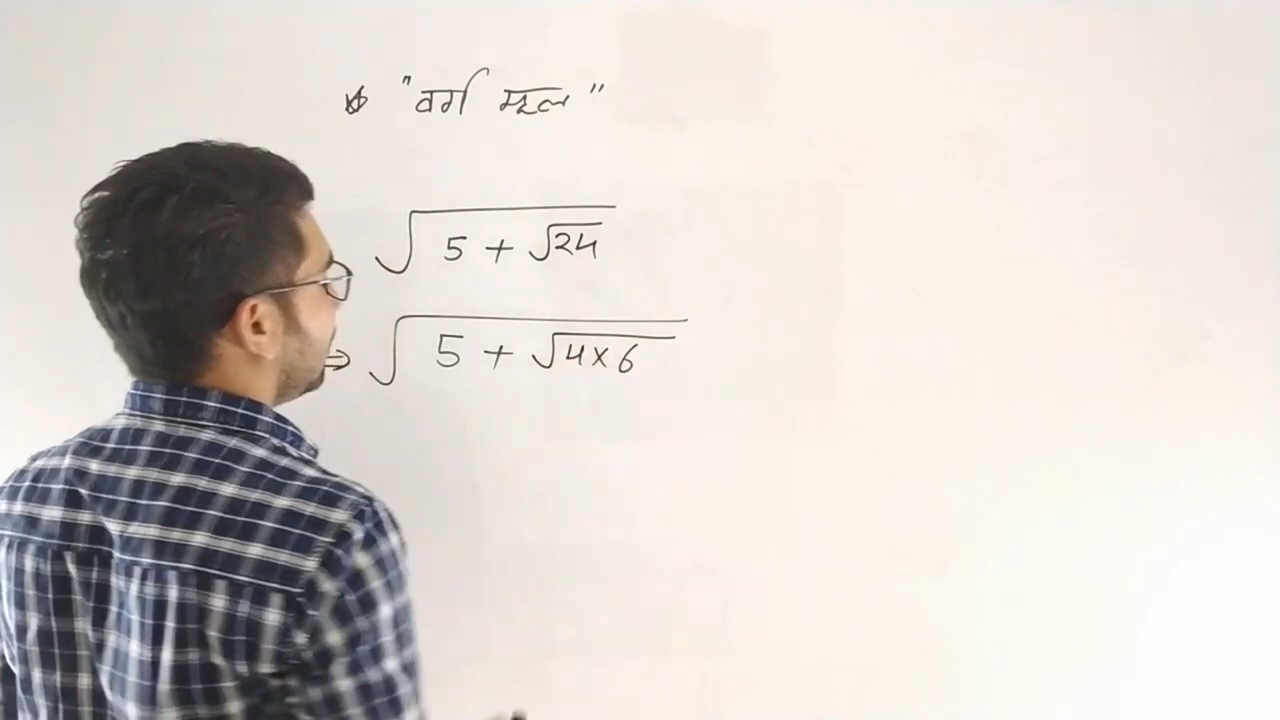 * "वर्ग मूल"
√(5 + √24)
⇒ √(5 + √(4×6))